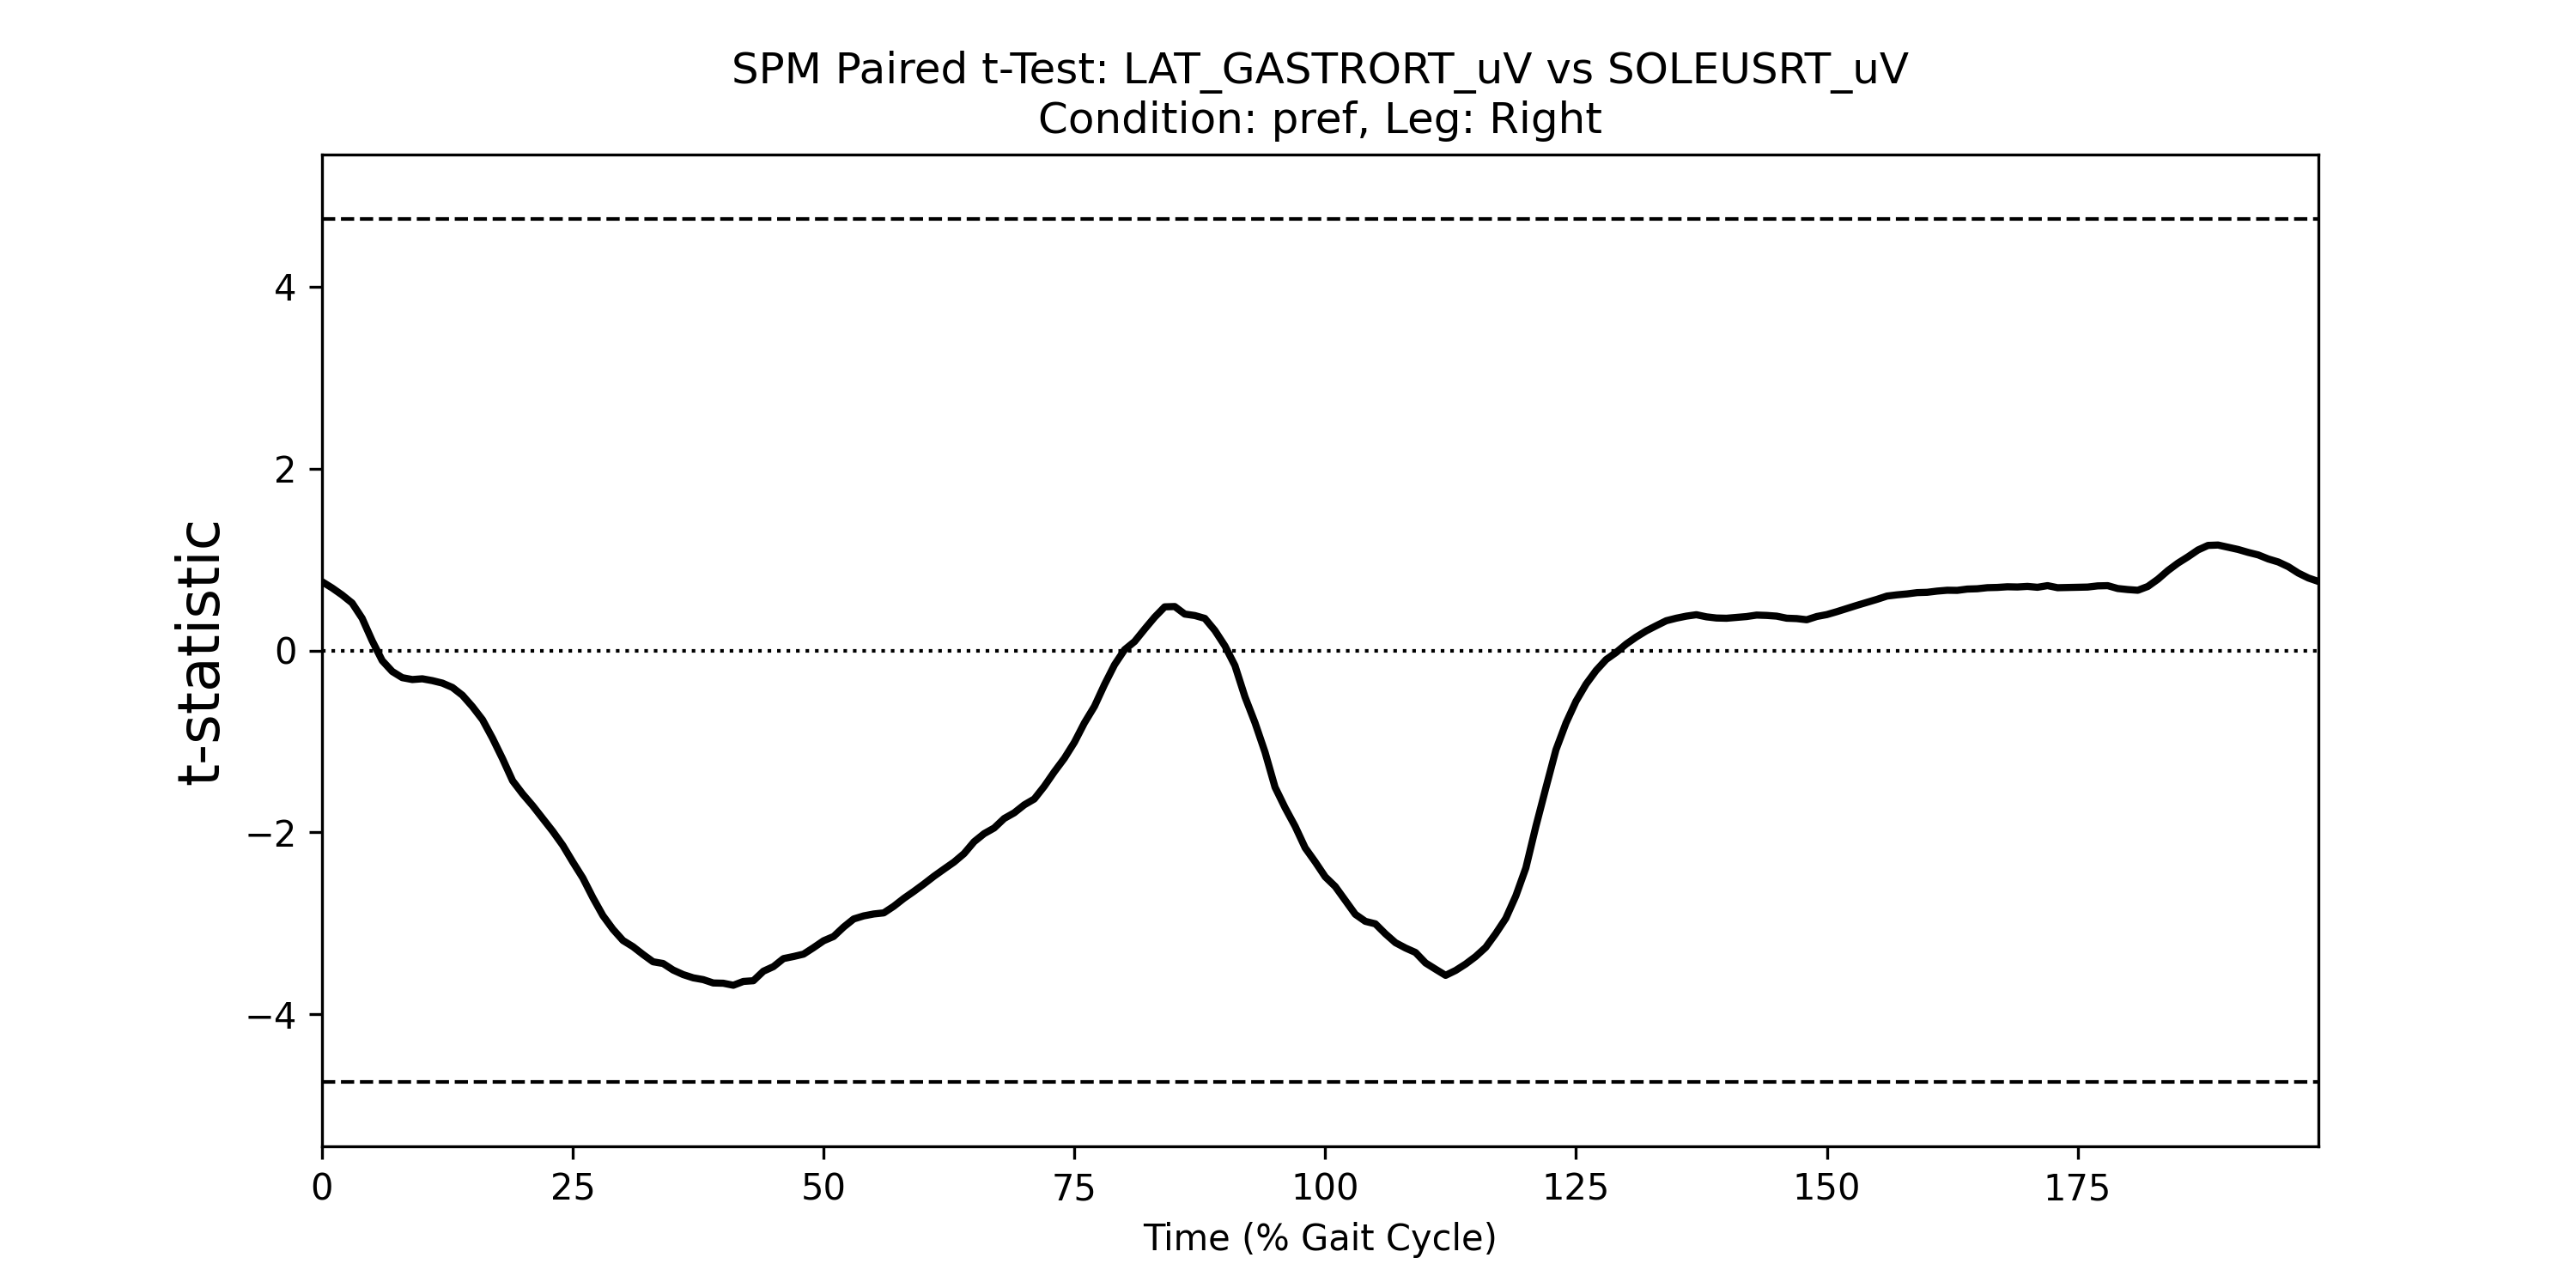 SPM Paired t-Test: LAT_GASTRORT_uV vs SOLEUSRT_uV
Condition: pref, Leg: Right
t-statistic
4
2
0
−2
−4
0 25 50 75 100 125 150 175
Time (% Gait Cycle)